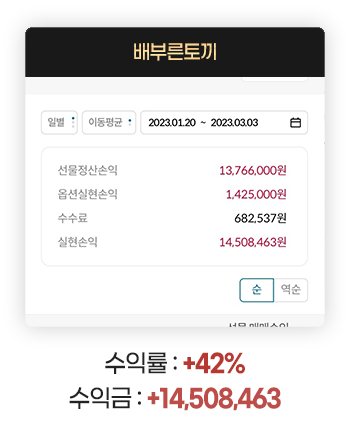 배부른토끼
일별 이동평균 2023.01.20 ~ 2023.03.03
선물정산손익 13,766,000원
옵션실현손익 1,425,000원
수수료 682,537원
실현손익 14,508,463원
순 역순
수익률 : +42%
수익금 : +14,508,463